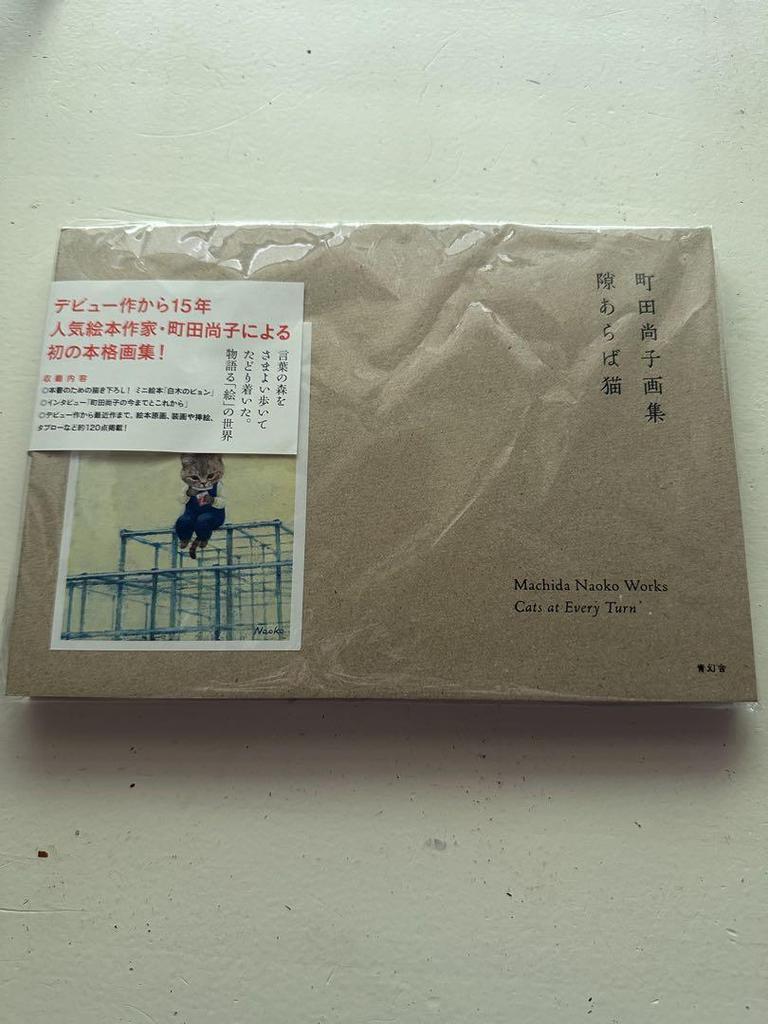 町田尚子画集
隙あらば猫
Machida Naoko Works
Cats at Every Turn
青幻舎
デビュー作から15年
人気絵本作家・町田尚子による
初の本格画集！
言葉の森を
さまよい歩いて
たどり着いた。
物語る「絵」の世界
収載内容
◎本書のための描き下ろし！ ミニ絵本「白木のピョン」
◎インタビュー「町田尚子の今までとこれから」
◎デビュー作から最近作まで、絵本原画、装画や挿絵、
タブローなど約120点掲載！
Naoko